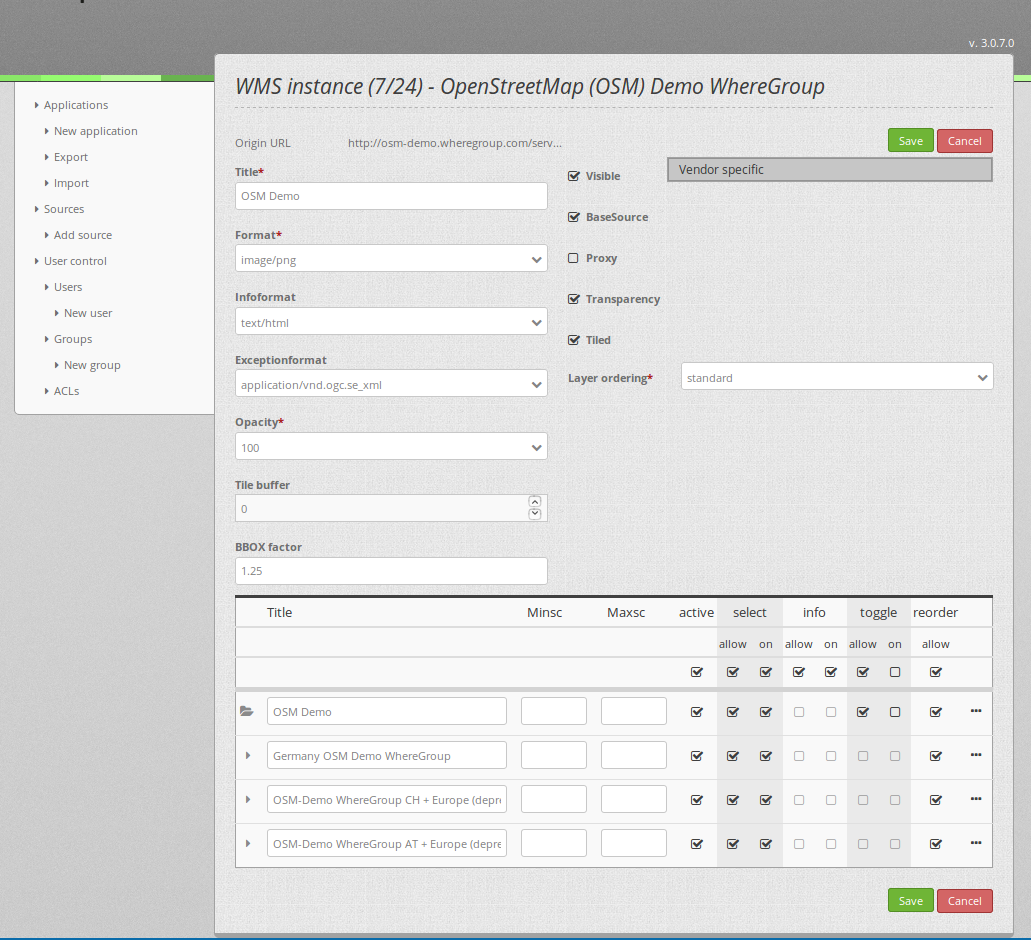 v. 3.0.7.0
Applications
New application
Export
Import
Sources
Add source
User control
Users
New user
Groups
New group
ACLs
WMS instance (7/24) - OpenStreetMap (OSM) Demo WhereGroup
Origin URL http://osm-demo.wheregroup.com/serv...
Save Cancel
Title*
OSM Demo
Format*
image/png
Infoformat
text/html
Exceptionformat
application/vnd.ogc.se_xml
Opacity*
100
Tile buffer
0
BBOX factor
1.25
Visible
BaseSource
Proxy
Transparency
Tiled
Layer ordering* standard
Vendor specific
Title Minsc Maxsc active select info toggle reorder
allow on allow on allow on allow
OSM Demo
Germany OSM Demo WhereGroup
OSM-Demo WhereGroup CH + Europe (depr
OSM-Demo WhereGroup AT + Europe (depre
Save Cancel